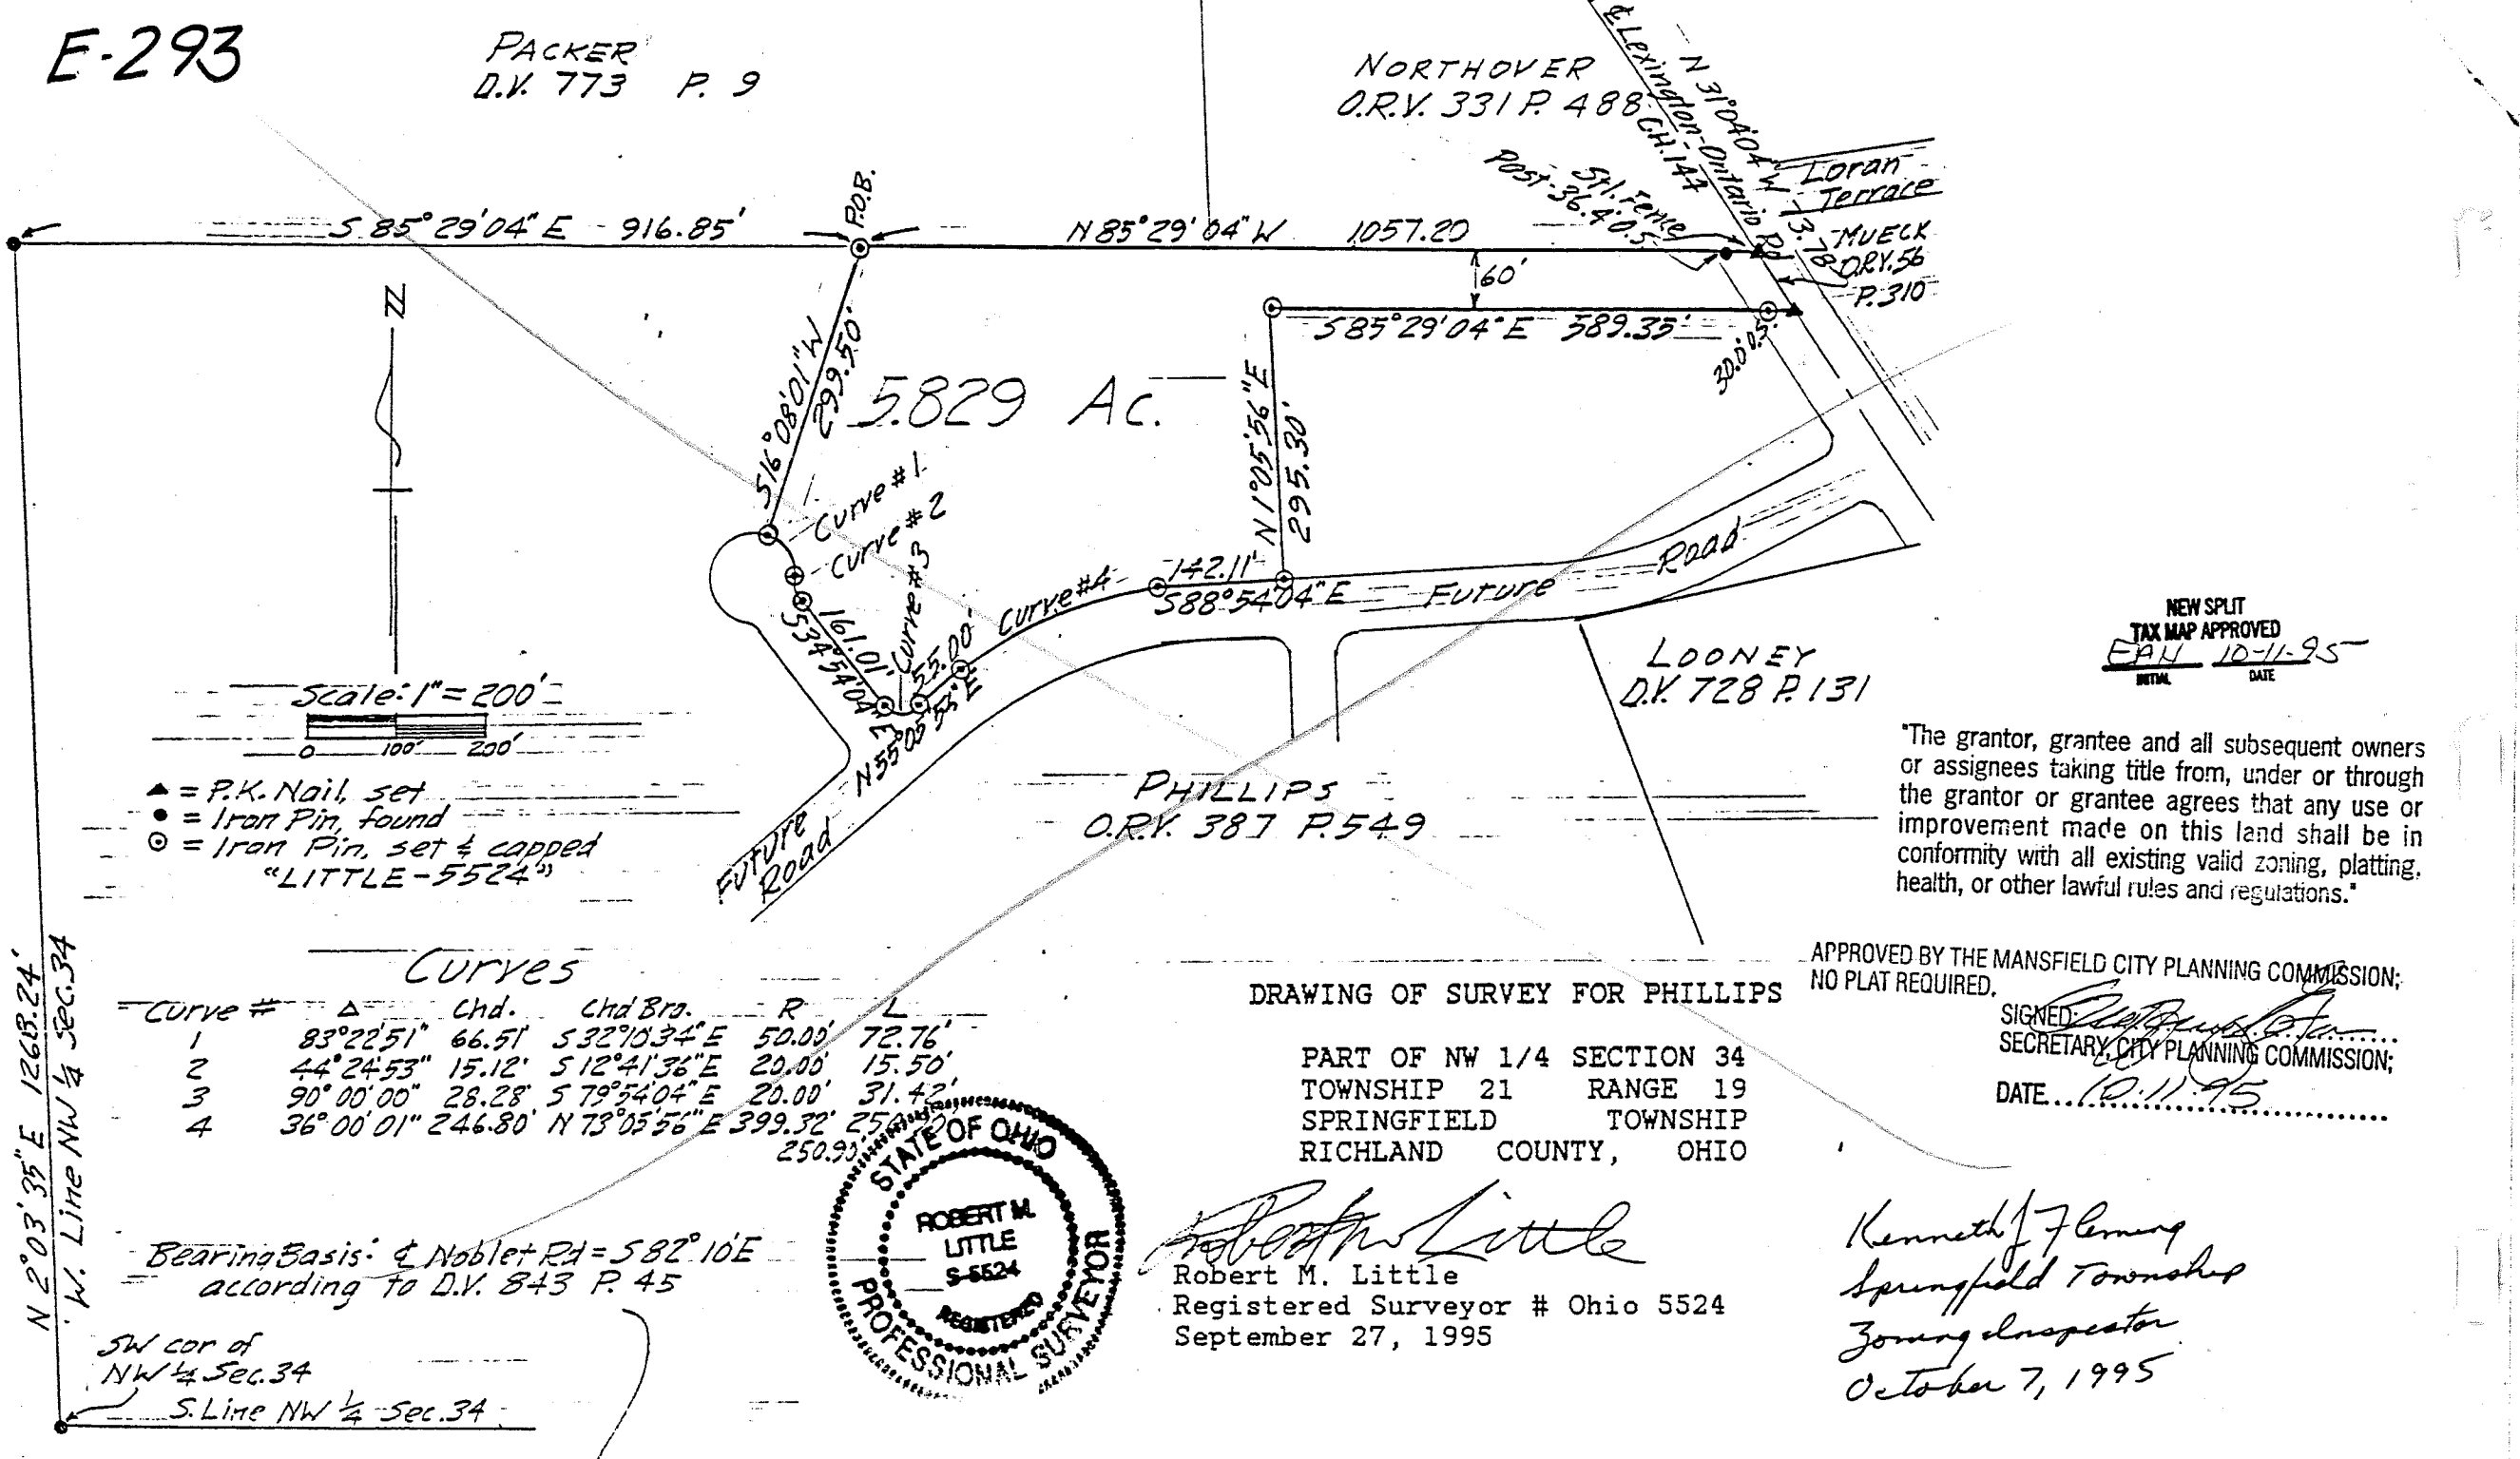 E-293
PACKER
D.V. 773 P. 9
NORTHOVER
O.R.V. 331 P. 488
℄ Lexington-Ontario Rd
C.H. 144
N 31°04'04" W
73.78
Loran
Terrace
MUECK
O.R.V. 56
P. 310
Stl. Fence
Post-36.4' 0.5'
P.O.B.
S 85°29'04" E 916.85'
N 85°29'04" W 1057.20
60'
S 85°29'04" E 589.35'
30.0' 0.5'
N
S 16°08'01" W
299.50'
5.829 Ac.
N 1°05'56" E
295.30'
Curve #1
Curve #2
Curve #3
Curve #4
142.11'
S 88°54'04" E
Future Road
161.01'
S 34°54'04" E
55.00'
N 55°05'55" E
Future
Road
LOONEY
D.V. 728 P. 131
NEW SPLIT
TAX MAP APPROVED
EAH 10-11-95
INITIAL DATE
Scale: 1" = 200'
0 100' 200'
▲ = P.K. Nail, set
● = Iron Pin, found
⊙ = Iron Pin, set & capped
"LITTLE-5524"
PHILLIPS
O.R.V. 387 P. 549
"The grantor, grantee and all subsequent owners
or assignees taking title from, under or through
the grantor or grantee agrees that any use or
improvement made on this land shall be in
conformity with all existing valid zoning, platting,
health, or other lawful rules and regulations."
N 2°03'35" E 1268.24'
W. Line NW ¼ Sec. 34
Curves
Curve # Δ Chd. Chd Brg. R L
1 83°22'51" 66.51' S 32°10'34" E 50.00' 72.76'
2 44°24'53" 15.12' S 12°41'36" E 20.00' 15.50'
3 90°00'00" 28.28' S 79°54'04" E 20.00' 31.42'
4 36°00'01" 246.80' N 73°05'56" E 399.32'
250.90'
DRAWING OF SURVEY FOR PHILLIPS
PART OF NW 1/4 SECTION 34
TOWNSHIP 21 RANGE 19
SPRINGFIELD TOWNSHIP
RICHLAND COUNTY, OHIO
APPROVED BY THE MANSFIELD CITY PLANNING COMMISSION;
NO PLAT REQUIRED.
SIGNED:
SECRETARY, CITY PLANNING COMMISSION;
DATE 10-11-95
STATE OF OHIO
ROBERT M.
LITTLE
S-5524
REGISTERED
PROFESSIONAL SURVEYOR
Robert M Little
Robert M. Little
Registered Surveyor # Ohio 5524
September 27, 1995
Kenneth J Fleming
Springfield Township
Zoning Inspector
October 7, 1995
Bearing Basis: ℄ Noblet Rd = S 82°10' E
according to D.V. 843 P. 45
SW cor of
NW ¼ Sec. 34
S. Line NW ¼ Sec. 34